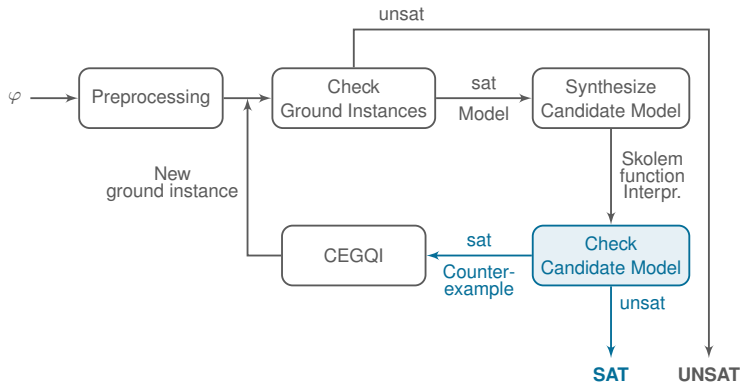 unsat
φ
Preprocessing
Check
Ground Instances
sat
Model
Synthesize
Candidate Model
New
ground instance
Skolem
function
Interpr.
CEGQI
sat
Counter-
example
Check
Candidate Model
unsat
SAT
UNSAT